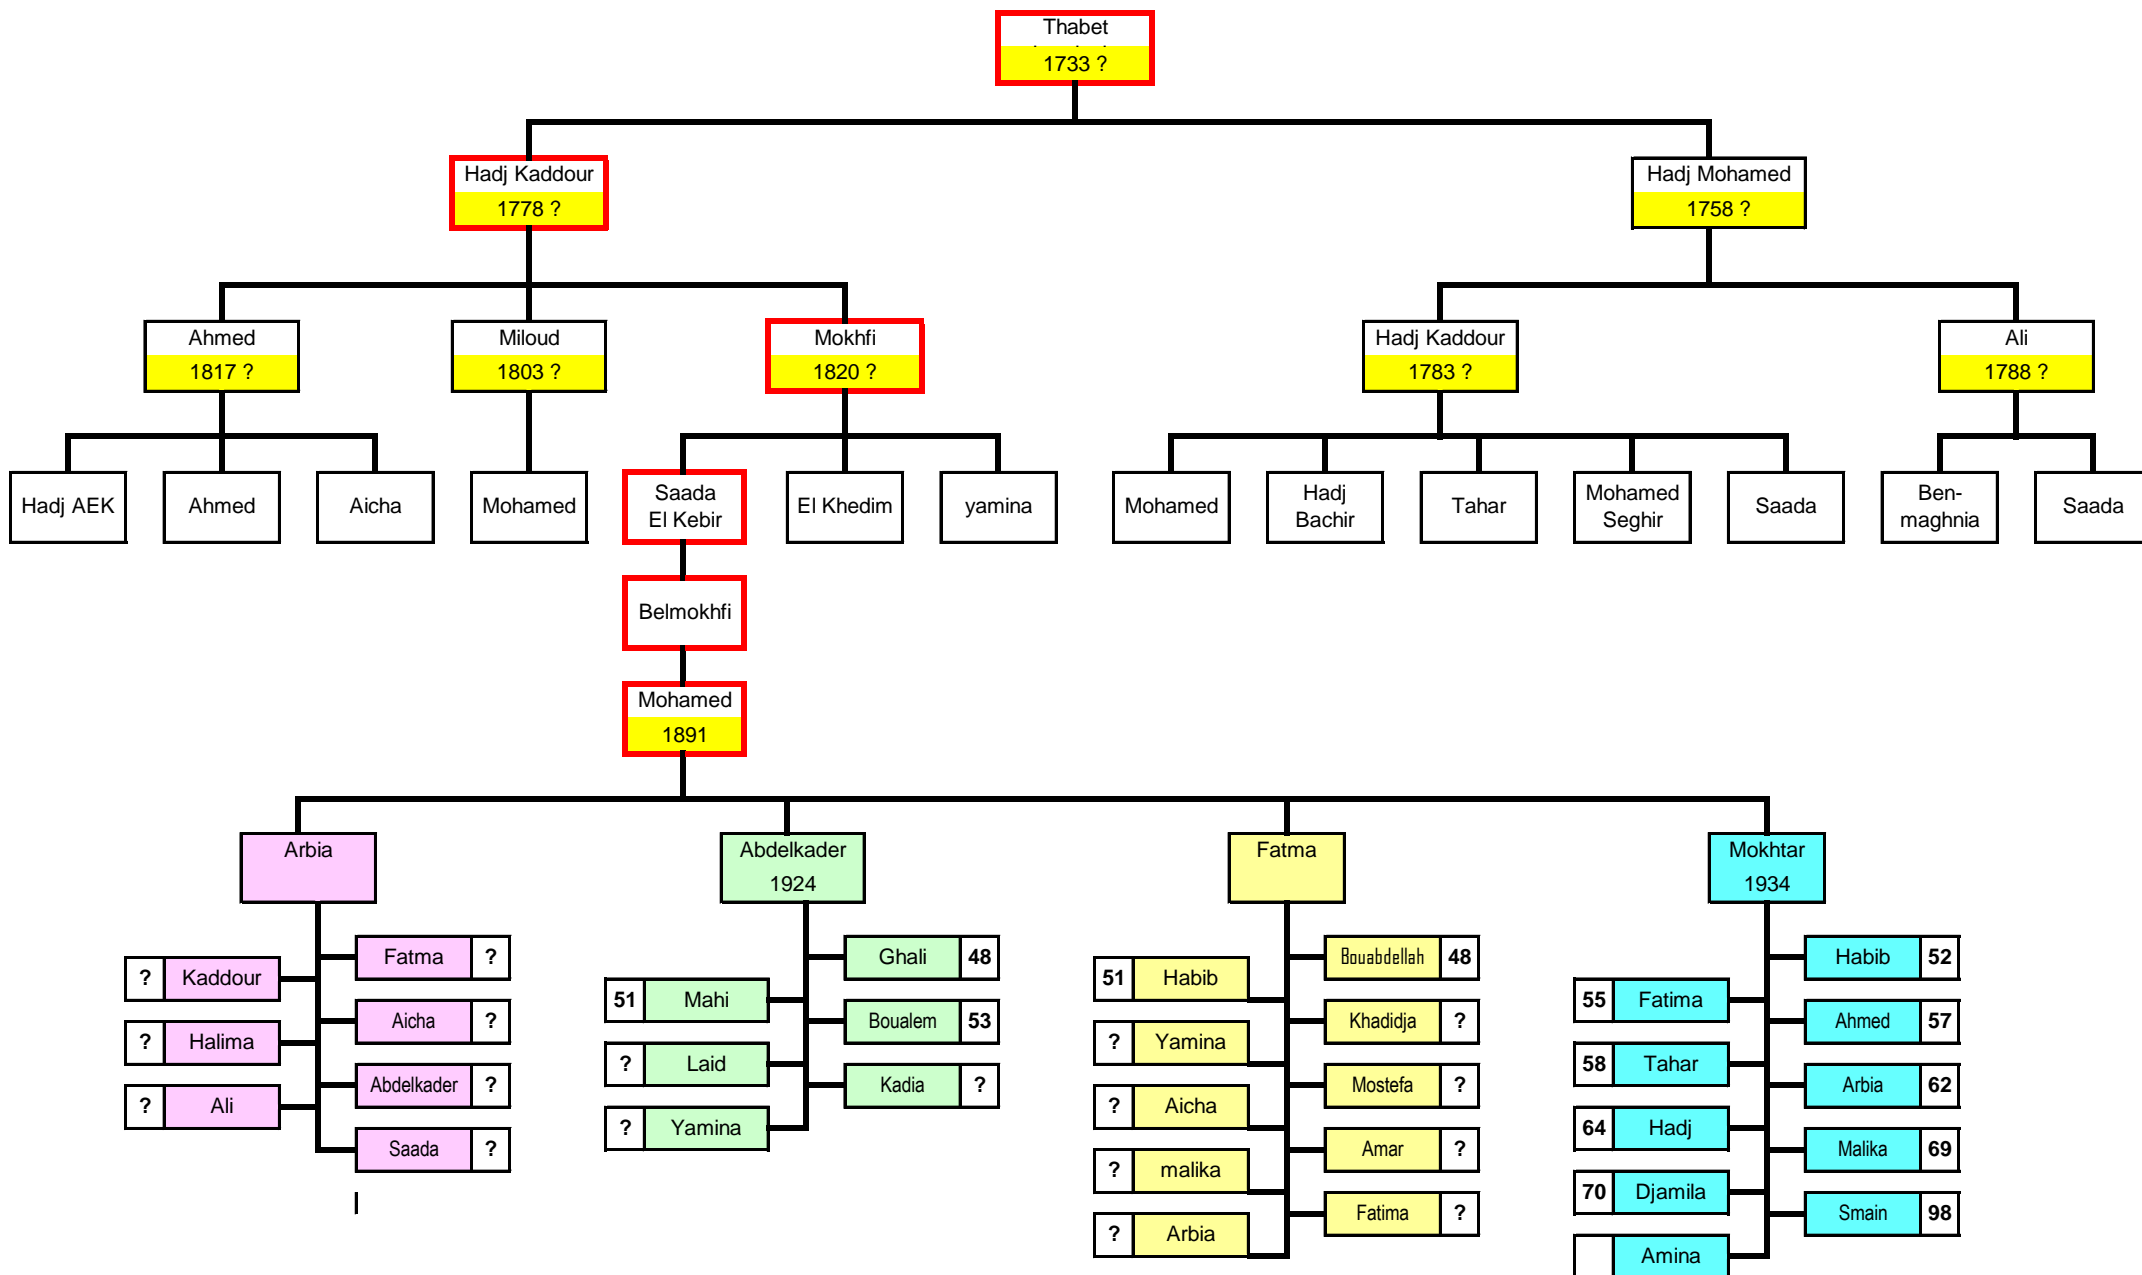 Thabet
1733 ?
Hadj Kaddour
1778 ?
Hadj Mohamed
1758 ?
Ahmed
1817 ?
Miloud
1803 ?
Mokhfi
1820 ?
Hadj Kaddour
1783 ?
Ali
1788 ?
Hadj AEK
Ahmed
Aicha
Mohamed
Saada
El Kebir
El Khedim
yamina
Mohamed
Hadj
Bachir
Tahar
Mohamed
Seghir
Saada
Ben-
maghnia
Saada
Belmokhfi
Mohamed
1891
Arbia
Abdelkader
1924
Fatma
Mokhtar
1934
Fatma ?
? Kaddour
Aicha ?
? Halima
Abdelkader ?
? Ali
Saada ?
Ghali 48
51 Mahi
Boualem 53
? Laid
Kadia ?
? Yamina
Bouabdellah 48
51 Habib
Khadidja ?
? Yamina
Mostefa ?
? Aicha
Amar ?
? malika
Fatima ?
? Arbia
Habib 52
55 Fatima
Ahmed 57
58 Tahar
Arbia 62
64 Hadj
Malika 69
70 Djamila
Smain 98
Amina